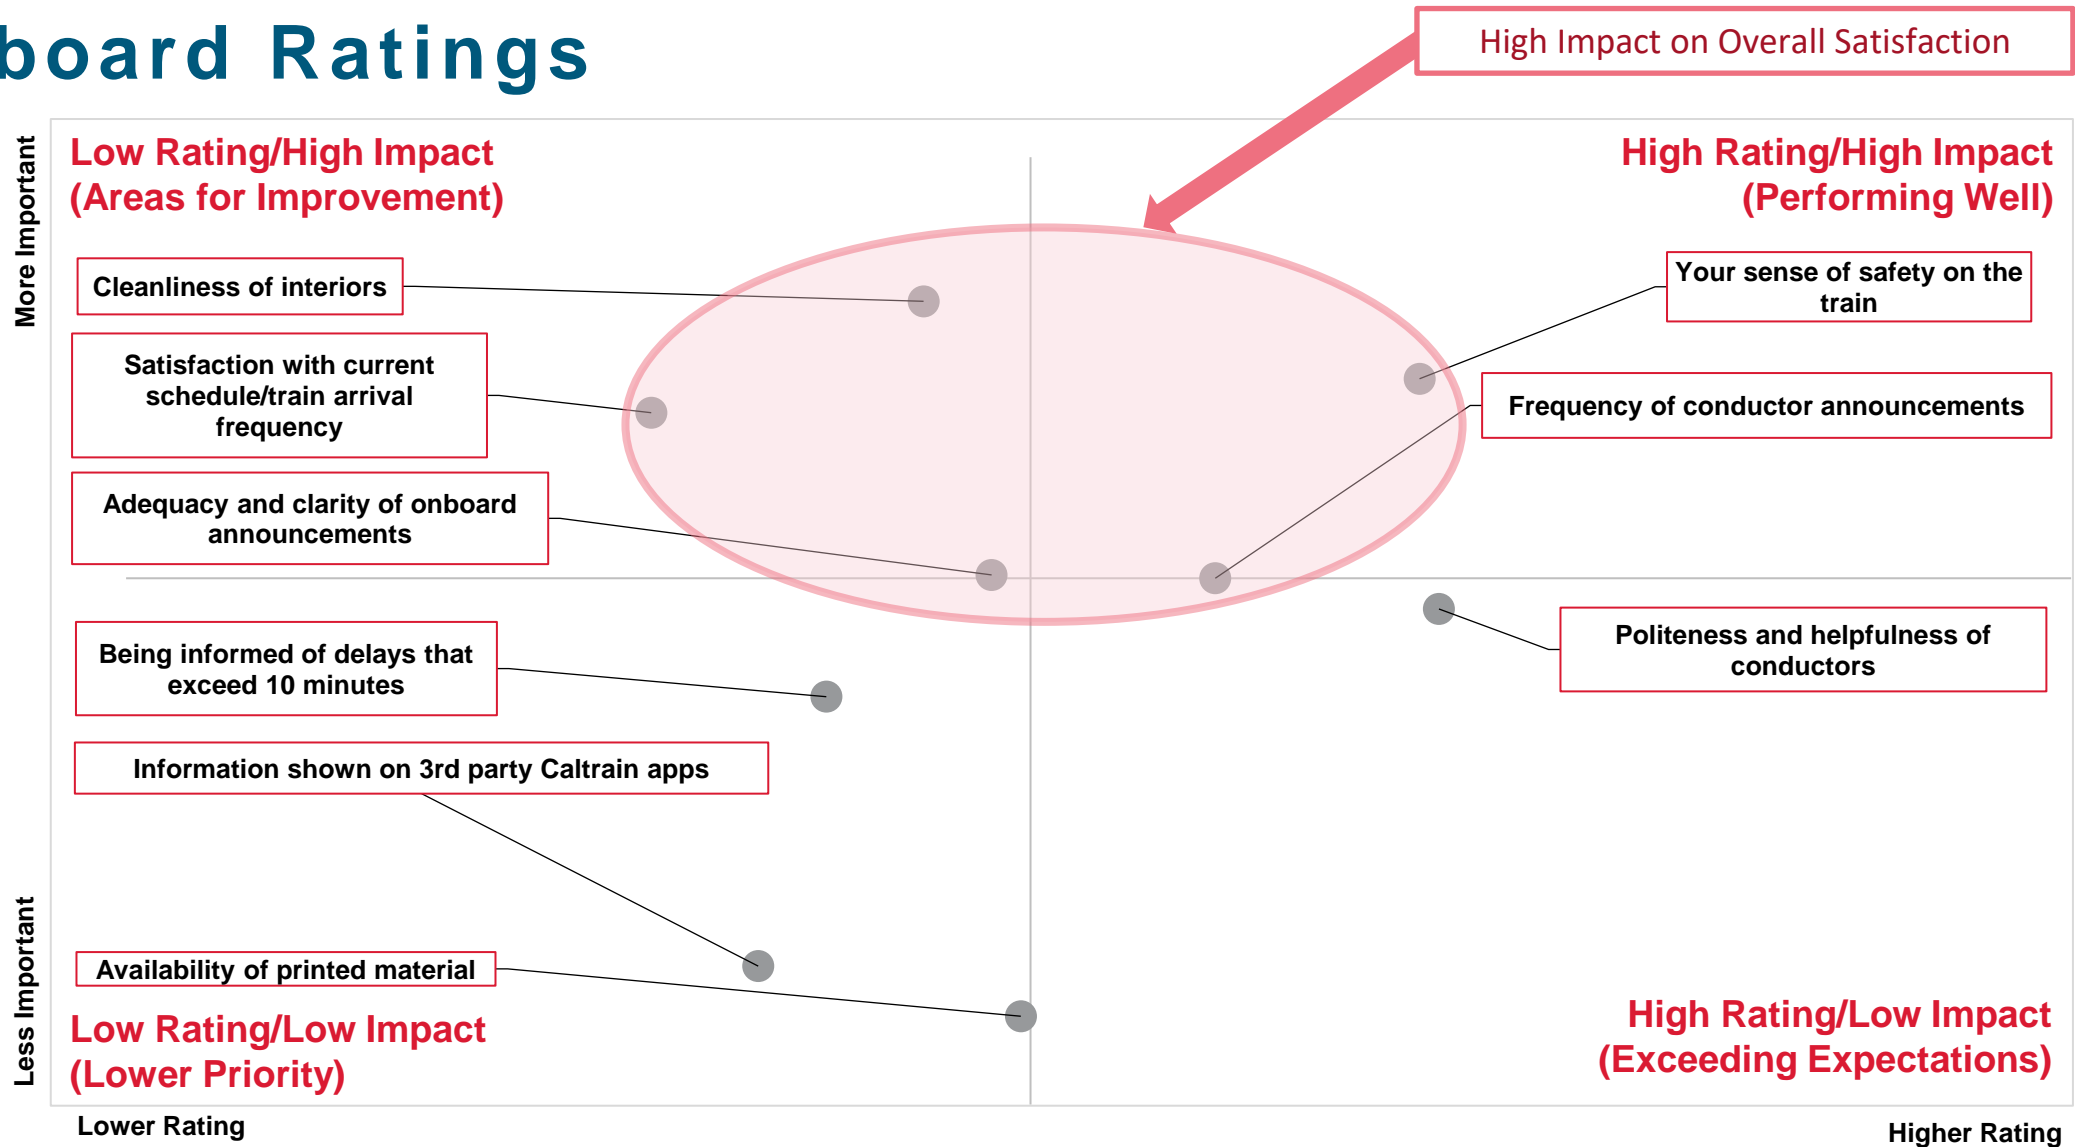 board Ratings
High Impact on Overall Satisfaction
More Important
Low Rating/High Impact
(Areas for Improvement)
High Rating/High Impact
(Performing Well)
Cleanliness of interiors
Your sense of safety on the
train
Satisfaction with current
schedule/train arrival
frequency
Frequency of conductor announcements
Adequacy and clarity of onboard
announcements
Being informed of delays that
exceed 10 minutes
Politeness and helpfulness of
conductors
Information shown on 3rd party Caltrain apps
Availability of printed material
Less Important
Low Rating/Low Impact
(Lower Priority)
High Rating/Low Impact
(Exceeding Expectations)
Lower Rating
Higher Rating